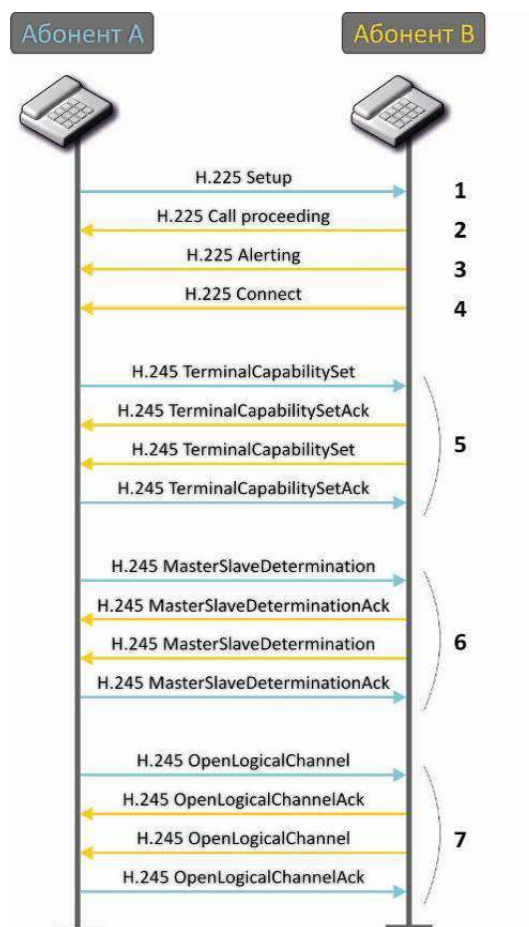 Абонент A
Абонент B
H.225 Setup
1
H.225 Call proceeding
2
H.225 Alerting
3
H.225 Connect
4
H.245 TerminalCapabilitySet
H.245 TerminalCapabilitySetAck
5
H.245 TerminalCapabilitySet
H.245 TerminalCapabilitySetAck
H.245 MasterSlaveDetermination
H.245 MasterSlaveDeterminationAck
6
H.245 MasterSlaveDetermination
H.245 MasterSlaveDeterminationAck
H.245 OpenLogicalChannel
H.245 OpenLogicalChannelAck
7
H.245 OpenLogicalChannel
H.245 OpenLogicalChannelAck